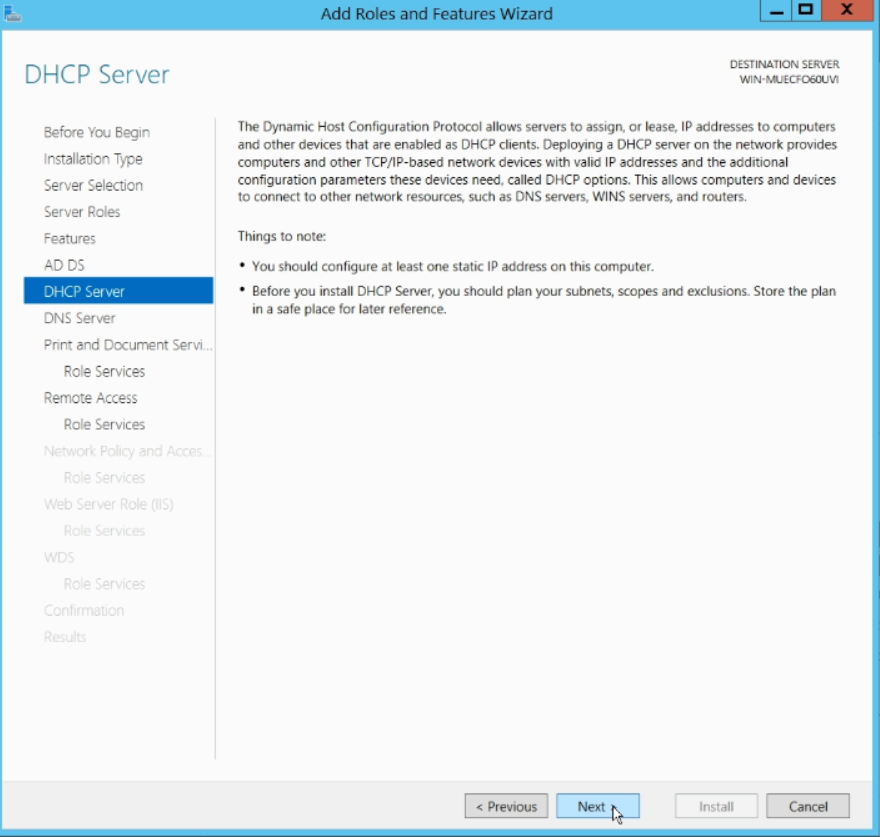 Add Roles and Features Wizard
X
DHCP Server
DESTINATION SERVER
WIN-MUECFO60UVI
Before You Begin
Installation Type
Server Selection
Server Roles
Features
AD DS
DHCP Server
DNS Server
Print and Document Servi...
Role Services
Remote Access
Role Services
Network Policy and Acces...
Role Services
Web Server Role (IIS)
Role Services
WDS
Role Services
Confirmation
Results
The Dynamic Host Configuration Protocol allows servers to assign, or lease, IP addresses to computers
and other devices that are enabled as DHCP clients. Deploying a DHCP server on the network provides
computers and other TCP/IP-based network devices with valid IP addresses and the additional
configuration parameters these devices need, called DHCP options. This allows computers and devices
to connect to other network resources, such as DNS servers, WINS servers, and routers.
Things to note:
• You should configure at least one static IP address on this computer.
• Before you install DHCP Server, you should plan your subnets, scopes and exclusions. Store the plan
in a safe place for later reference.
< Previous
Next >
Install
Cancel